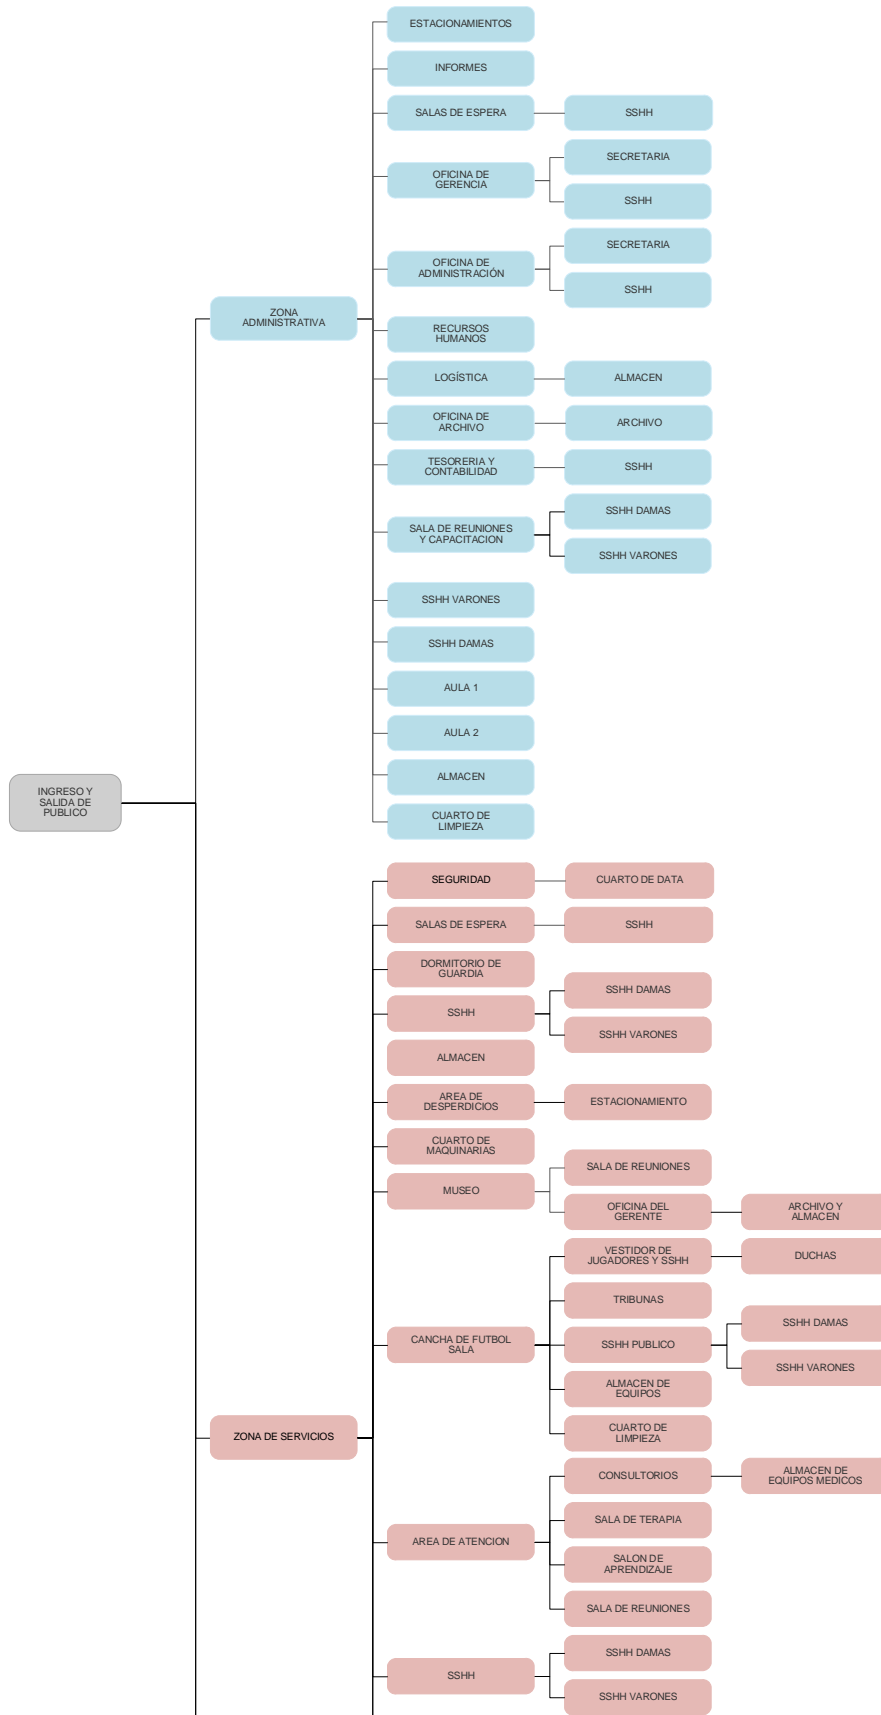 ESTACIONAMIENTOS
INFORMES
SALAS DE ESPERA
SSHH
OFICINA DE
GERENCIA
SECRETARIA
SSHH
OFICINA DE
ADMINISTRACIÓN
SECRETARIA
SSHH
ZONA
ADMINISTRATIVA
RECURSOS
HUMANOS
LOGÍSTICA
ALMACEN
OFICINA DE
ARCHIVO
ARCHIVO
TESORERIA Y
CONTABILIDAD
SSHH
SALA DE REUNIONES
Y CAPACITACION
SSHH DAMAS
SSHH VARONES
SSHH VARONES
SSHH DAMAS
AULA 1
AULA 2
ALMACEN
CUARTO DE
LIMPIEZA
INGRESO Y
SALIDA DE
PUBLICO
SEGURIDAD
CUARTO DE DATA
SALAS DE ESPERA
SSHH
DORMITORIO DE
GUARDIA
SSHH
SSHH DAMAS
SSHH VARONES
ALMACEN
AREA DE
DESPERDICIOS
ESTACIONAMIENTO
CUARTO DE
MAQUINARIAS
MUSEO
SALA DE REUNIONES
OFICINA DEL
GERENTE
ARCHIVO Y
ALMACEN
CANCHA DE FUTBOL
SALA
VESTIDOR DE
JUGADORES Y SSHH
DUCHAS
TRIBUNAS
SSHH PUBLICO
SSHH DAMAS
SSHH VARONES
ALMACEN DE
EQUIPOS
CUARTO DE
LIMPIEZA
ZONA DE SERVICIOS
AREA DE ATENCION
CONSULTORIOS
ALMACEN DE
EQUIPOS MEDICOS
SALA DE TERAPIA
SALON DE
APRENDIZAJE
SALA DE REUNIONES
SSHH
SSHH DAMAS
SSHH VARONES